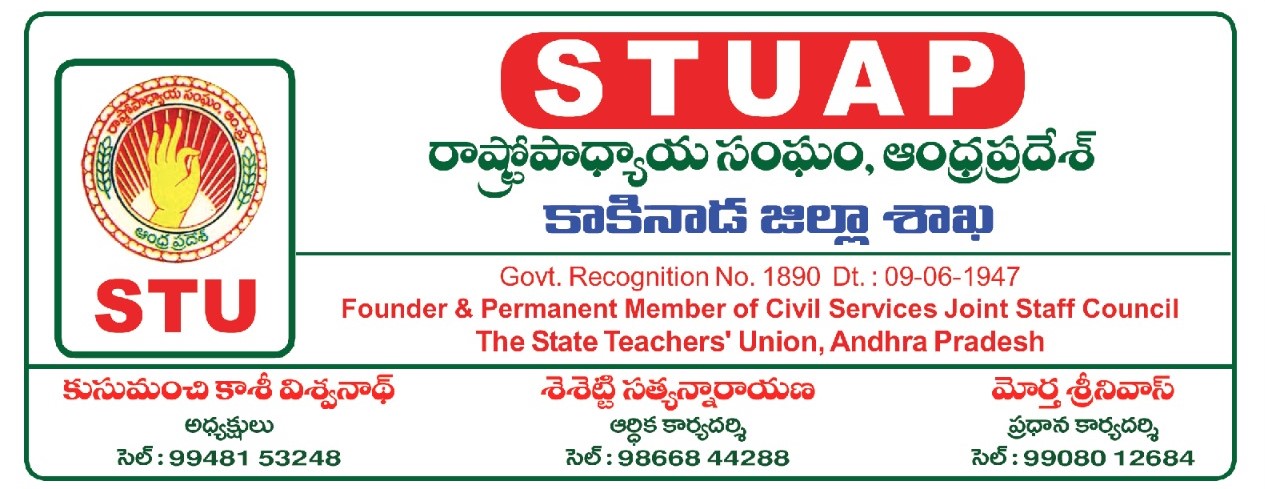 STUAP
రాష్ట్రోపాధ్యాయ సంఘం, ఆంధ్రప్రదేశ్
కాకినాడ జిల్లా శాఖ
రాష్ట్రోపాధ్యాయ సంఘం, ఆంప్ర
ఆంధ్ర ప్రదేశ్
STU
Govt. Recognition No. 1890 Dt. : 09-06-1947
Founder & Permanent Member of Civil Services Joint Staff Council
The State Teachers' Union, Andhra Pradesh
కుసుమంచి కాశీ విశ్వనాథ్ శెశెట్టి సత్యన్నారాయణ మోర్త శ్రీనివాస్
అధ్యక్షులు ఆర్ధిక కార్యదర్శి ప్రధాన కార్యదర్శి
సెల్ : 99481 53248 సెల్ : 98668 44288 సెల్ : 99080 12684